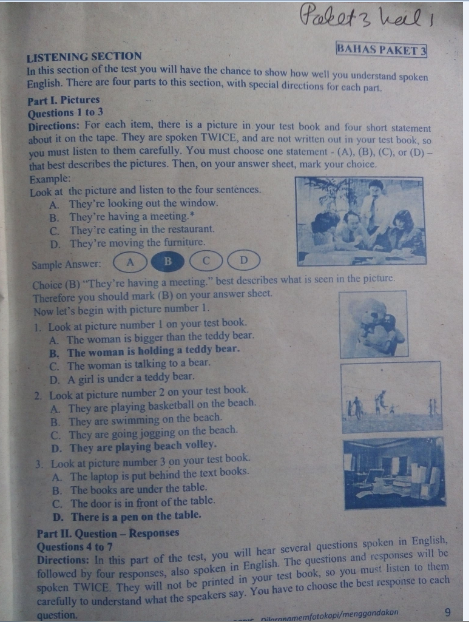 Paket 3 hal 1
BAHAS PAKET 3
LISTENING SECTION
In this section of the test you will have the chance to show how well you understand spoken
English. There are four parts to this section, with special directions for each part.
Part I. Pictures
Questions 1 to 3
Directions: For each item, there is a picture in your test book and four short statement
about it on the tape. They are spoken TWICE, and are not written out in your test book, so
you must listen to them carefully. You must choose one statement - (A), (B), (C), or (D) –
that best describes the pictures. Then, on your answer sheet, mark your choice.
Example:
Look at the picture and listen to the four sentences.
A. They're looking out the window.
B. They're having a meeting.*
C. They're eating in the restaurant.
D. They're moving the furniture.
Sample Answer: A B C D
Choice (B) "They're having a meeting." best describes what is seen in the picture.
Therefore you should mark (B) on your answer sheet.
Now let's begin with picture number 1.
1. Look at picture number 1 on your test book.
A. The woman is bigger than the teddy bear.
B. The woman is holding a teddy bear.
C. The woman is talking to a bear.
D. A girl is under a teddy bear.
2. Look at picture number 2 on your test book.
A. They are playing basketball on the beach.
B. They are swimming on the beach.
C. They are going jogging on the beach.
D. They are playing beach volley.
3. Look at picture number 3 on your test book.
A. The laptop is put behind the text books.
B. The books are under the table.
C. The door is in front of the table.
D. There is a pen on the table.
Part II. Question – Responses
Questions 4 to 7
Directions: In this part of the test, you will hear several questions spoken in English,
followed by four responses, also spoken in English. The questions and responses will be
spoken TWICE. They will not be printed in your test book, so you must listen to them
carefully to understand what the speakers say. You have to choose the best response to each
question.
9